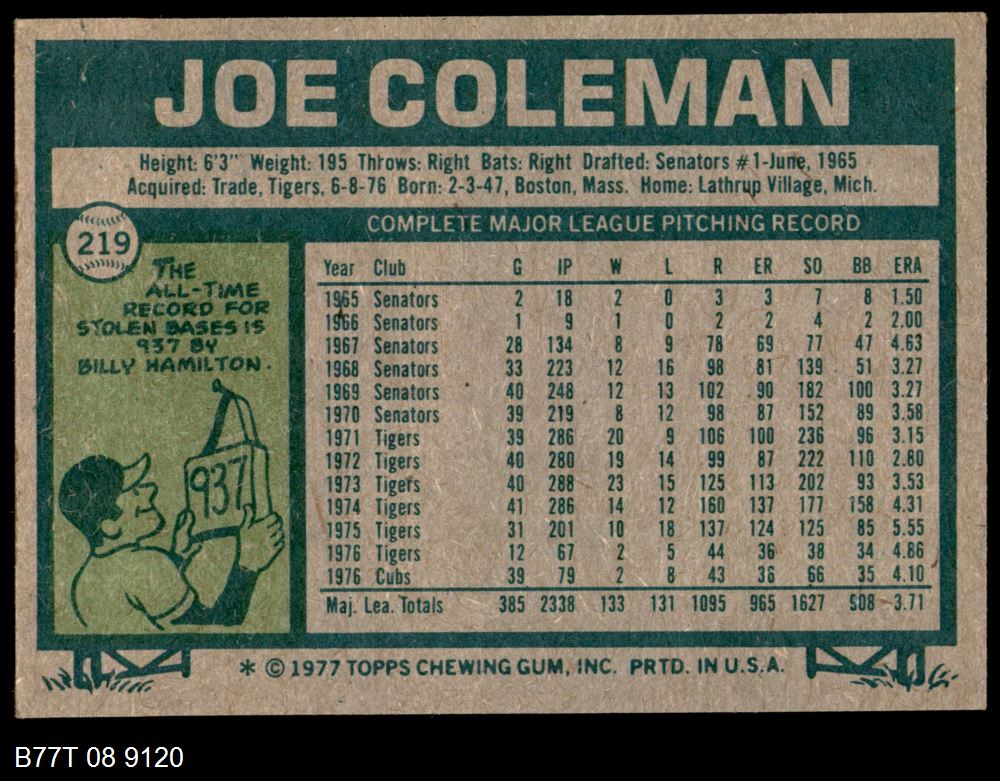 JOE COLEMAN
Height: 6'3" Weight: 195 Throws: Right Bats: Right Drafted: Senators #1-June, 1965
Acquired: Trade, Tigers, 6-8-76 Born: 2-3-47, Boston, Mass. Home: Lathrup Village, Mich.
219
THE
ALL-TIME
RECORD FOR
STOLEN BASES IS
937 BY
BILLY HAMILTON.
937
COMPLETE MAJOR LEAGUE PITCHING RECORD
Year Club G IP W L R ER SO BB ERA
1965 Senators 2 18 2 0 3 3 7 8 1.50
1966 Senators 1 9 1 0 2 2 4 2 2.00
1967 Senators 28 134 8 9 78 69 77 47 4.63
1968 Senators 33 223 12 16 98 81 139 51 3.27
1969 Senators 40 248 12 13 102 90 182 100 3.27
1970 Senators 39 219 8 12 98 87 152 89 3.58
1971 Tigers 39 286 20 9 106 100 236 96 3.15
1972 Tigers 40 280 19 14 99 87 222 110 2.80
1973 Tigers 40 288 23 15 125 113 202 93 3.53
1974 Tigers 41 286 14 12 160 137 177 158 4.31
1975 Tigers 31 201 10 18 137 124 125 85 5.55
1976 Tigers 12 67 2 5 44 36 38 34 4.86
1976 Cubs 39 79 2 8 43 36 66 35 4.10
Maj. Lea. Totals 385 2338 133 131 1095 965 1627 908 3.71
* © 1977 TOPPS CHEWING GUM, INC. PRTD. IN U.S.A.
B77T 08 9120